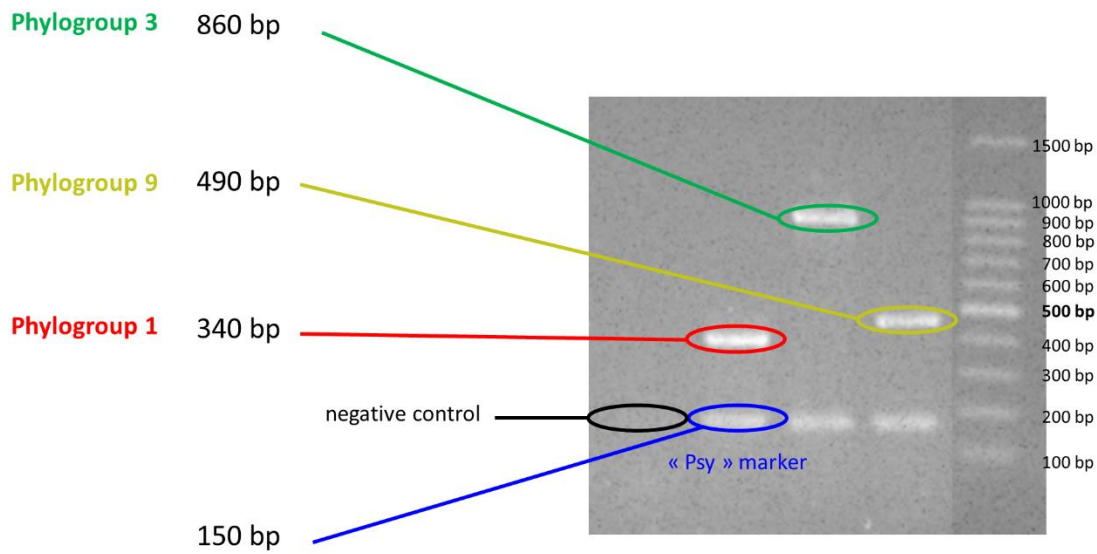 Phylogroup 3 860 bp
Phylogroup 9 490 bp
Phylogroup 1 340 bp
negative control
« Psy » marker
150 bp
1500 bp
1000 bp
900 bp
800 bp
700 bp
600 bp
500 bp
400 bp
300 bp
200 bp
100 bp